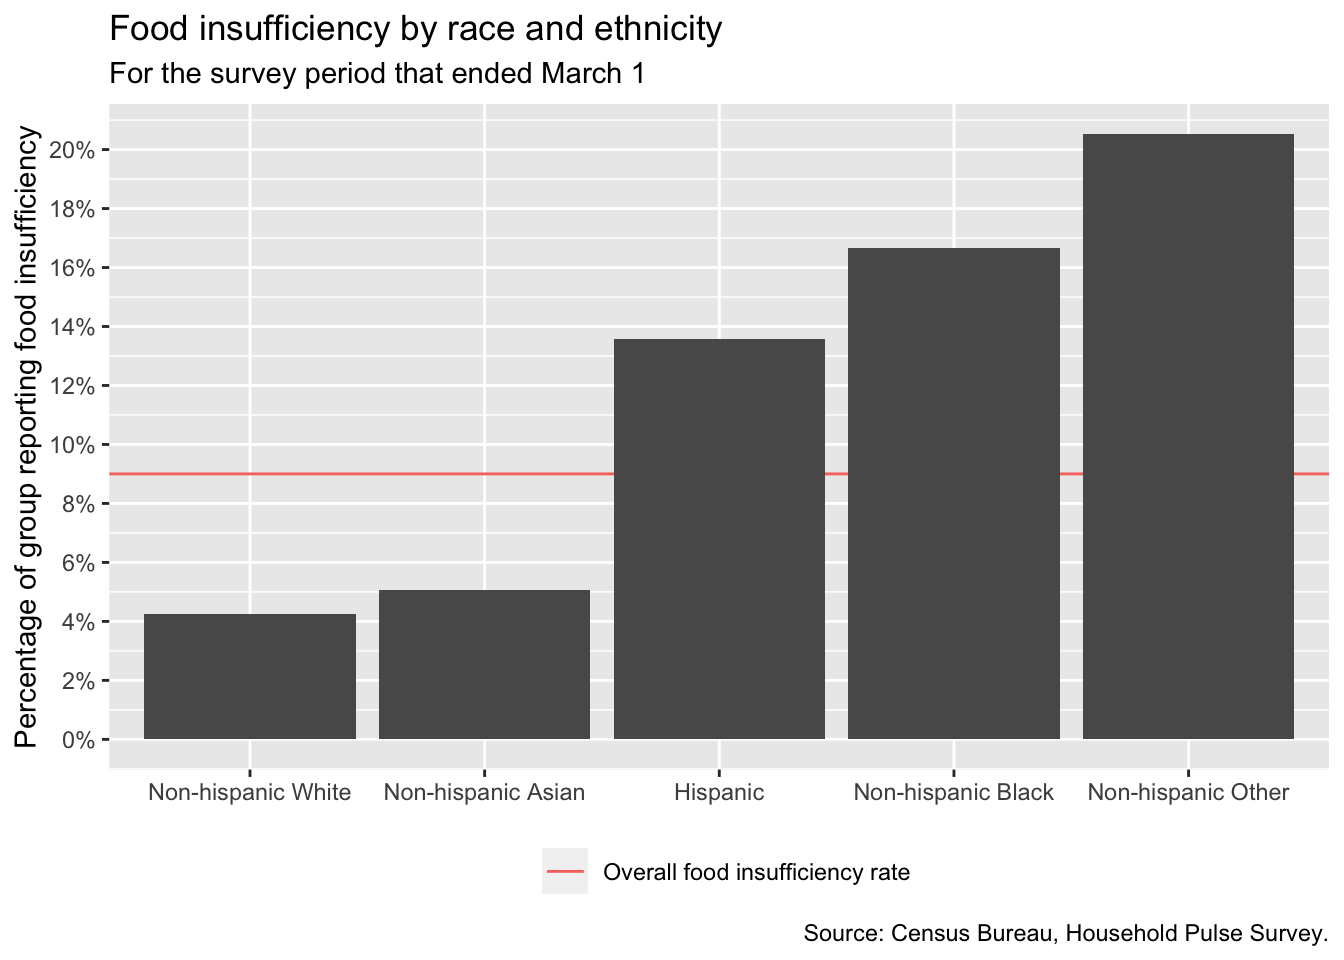 Food insufficiency by race and ethnicity
For the survey period that ended March 1
Percentage of group reporting food insufficiency
20%
18%
16%
14%
12%
10%
8%
6%
4%
2%
0%
Non-hispanic White
Non-hispanic Asian
Hispanic
Non-hispanic Black
Non-hispanic Other
Overall food insufficiency rate
Source: Census Bureau, Household Pulse Survey.